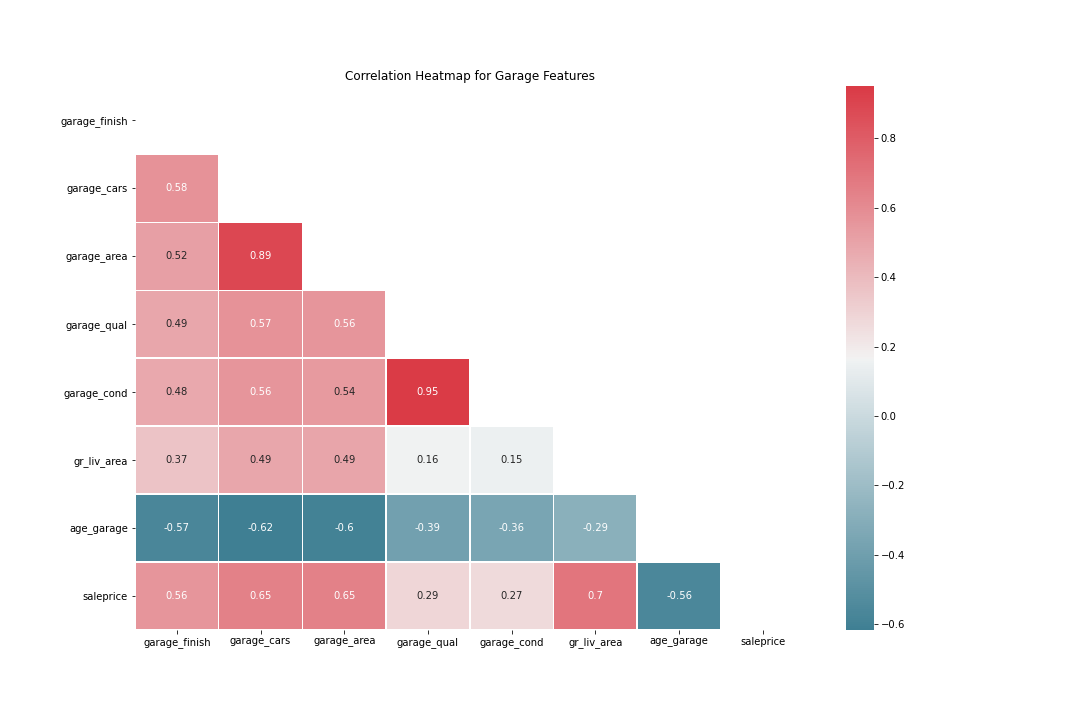 Correlation Heatmap for Garage Features
garage_finish
garage_cars 0.58
garage_area 0.52 0.89
garage_qual 0.49 0.57 0.56
garage_cond 0.48 0.56 0.54 0.95
gr_liv_area 0.37 0.49 0.49 0.16 0.15
age_garage -0.57 -0.62 -0.6 -0.39 -0.36 -0.29
saleprice 0.56 0.65 0.65 0.29 0.27 0.7 -0.56
garage_finish garage_cars garage_area garage_qual garage_cond gr_liv_area age_garage saleprice
0.8
0.6
0.4
0.2
0.0
−0.2
−0.4
−0.6